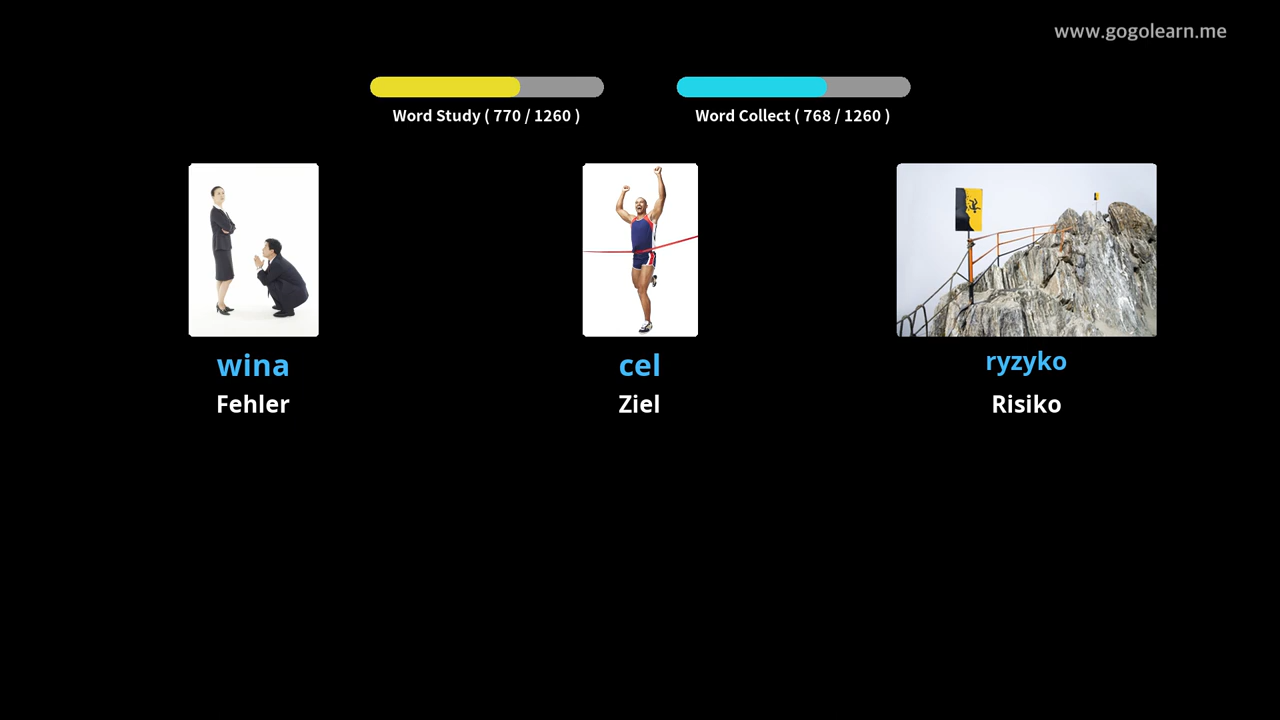 www.gogolearn.me
Word Study ( 770 / 1260 )
Word Collect ( 768 / 1260 )
wina
Fehler
cel
Ziel
ryzyko
Risiko